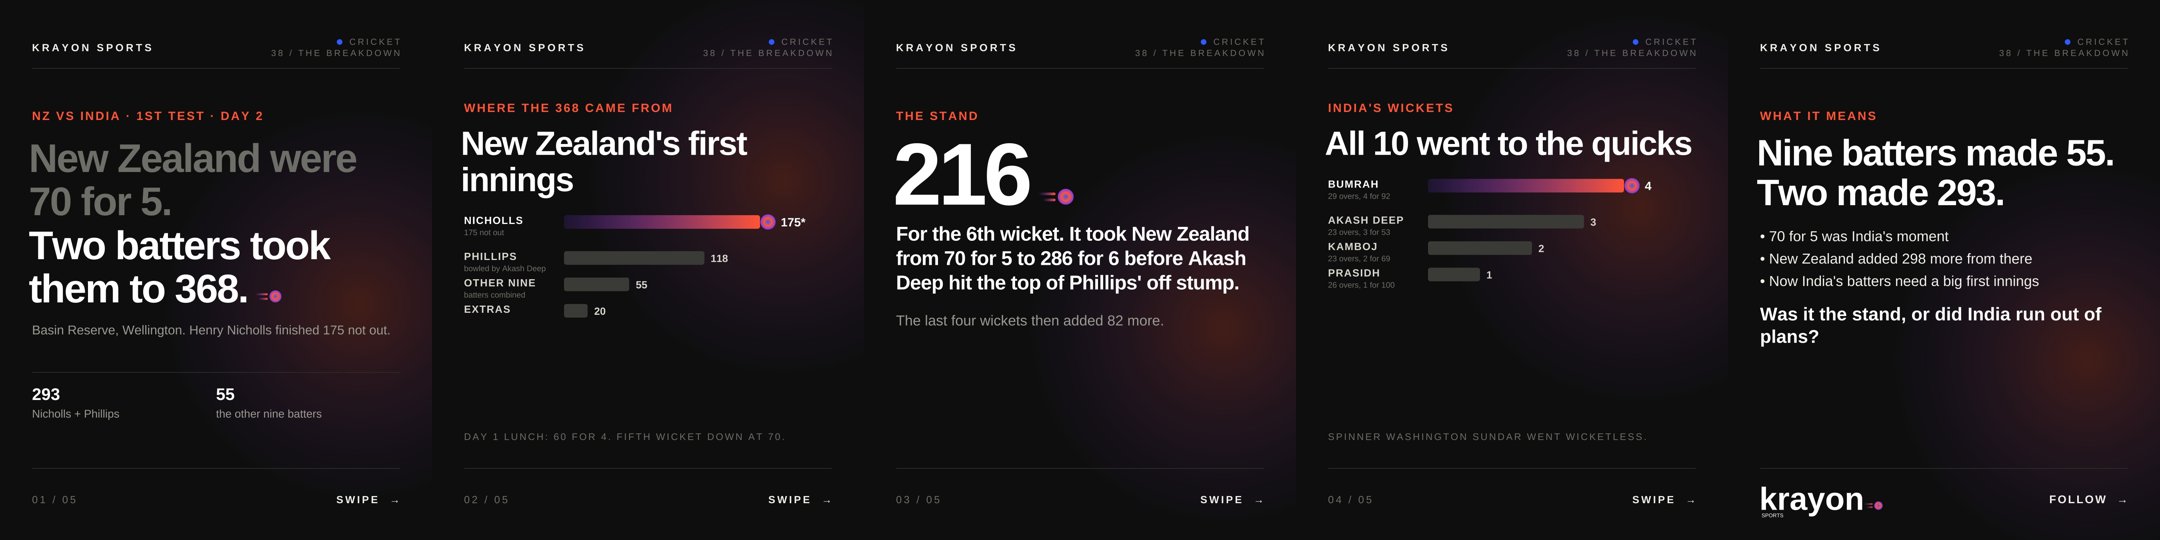 KRAYON SPORTS
CRICKET
38 / THE BREAKDOWN
NZ VS INDIA · 1ST TEST · DAY 2
New Zealand were
70 for 5.
Two batters took
them to 368.
Basin Reserve, Wellington. Henry Nicholls finished 175 not out.
293
Nicholls + Phillips
55
the other nine batters
01 / 05
SWIPE →
KRAYON SPORTS
CRICKET
38 / THE BREAKDOWN
WHERE THE 368 CAME FROM
New Zealand's first
innings
NICHOLLS
175 not out
175*
PHILLIPS
bowled by Akash Deep
118
OTHER NINE
batters combined
55
EXTRAS
20
DAY 1 LUNCH: 60 FOR 4. FIFTH WICKET DOWN AT 70.
02 / 05
SWIPE →
KRAYON SPORTS
CRICKET
38 / THE BREAKDOWN
THE STAND
216
For the 6th wicket. It took New Zealand
from 70 for 5 to 286 for 6 before Akash
Deep hit the top of Phillips' off stump.
The last four wickets then added 82 more.
03 / 05
SWIPE →
KRAYON SPORTS
CRICKET
38 / THE BREAKDOWN
INDIA'S WICKETS
All 10 went to the quicks
BUMRAH
29 overs, 4 for 92
4
AKASH DEEP
23 overs, 3 for 53
3
KAMBOJ
23 overs, 2 for 69
2
PRASIDH
26 overs, 1 for 100
1
SPINNER WASHINGTON SUNDAR WENT WICKETLESS.
04 / 05
SWIPE →
KRAYON SPORTS
CRICKET
38 / THE BREAKDOWN
WHAT IT MEANS
Nine batters made 55.
Two made 293.
• 70 for 5 was India's moment
• New Zealand added 298 more from there
• Now India's batters need a big first innings
Was it the stand, or did India run out of
plans?
krayon
SPORTS
FOLLOW →